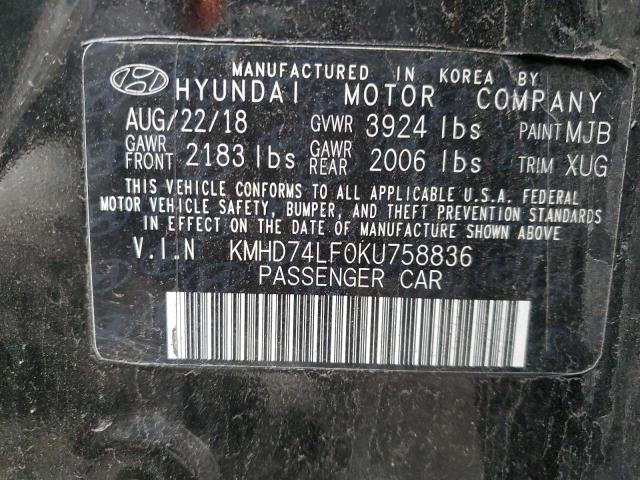 MANUFACTURED IN KOREA BY
HYUNDAI MOTOR COMPANY
AUG/22/18 GVWR 3924 lbs PAINT MJB
GAWR FRONT 2183 lbs GAWR REAR 2006 lbs TRIM XUG
THIS VEHICLE CONFORMS TO ALL APPLICABLE U.S.A. FEDERAL
MOTOR VEHICLE SAFETY, BUMPER, AND THEFT PREVENTION STANDARDS
IN EFFECT ON THE DATE OF MANUFACTURE SHOWN ABOVE.
V.I.N KMHD74LF0KU758836
PASSENGER CAR